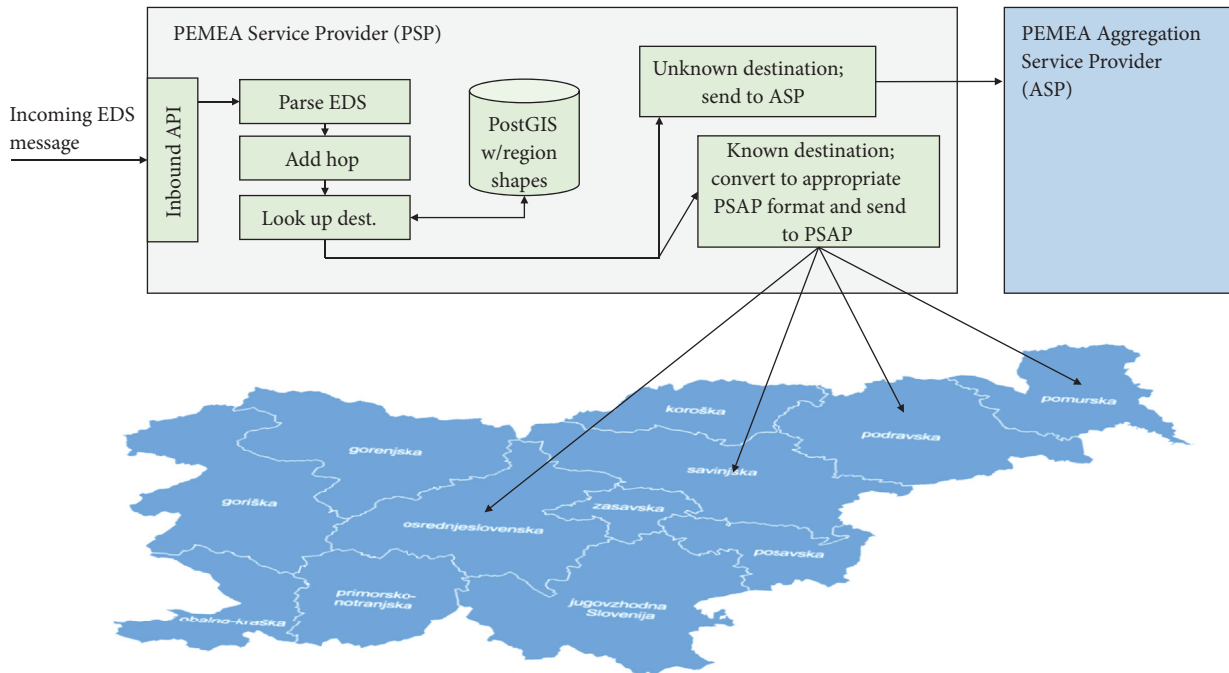 PEMEA Service Provider (PSP)
PEMEA Aggregation
Service Provider
(ASP)
Incoming EDS
message
Inbound API
Parse EDS
Add hop
Look up dest.
PostGIS
w/region
shapes
Unknown destination;
send to ASP
Known destination;
convert to appropriate
PSAP format and send
to PSAP
pomurska
koroška
podravska
gorenjska
savinjska
goriška
zasavska
osrednjeslovenska
posavska
primorsko-
notranjska
jugovzhodna
Slovenija
obalno-kraška